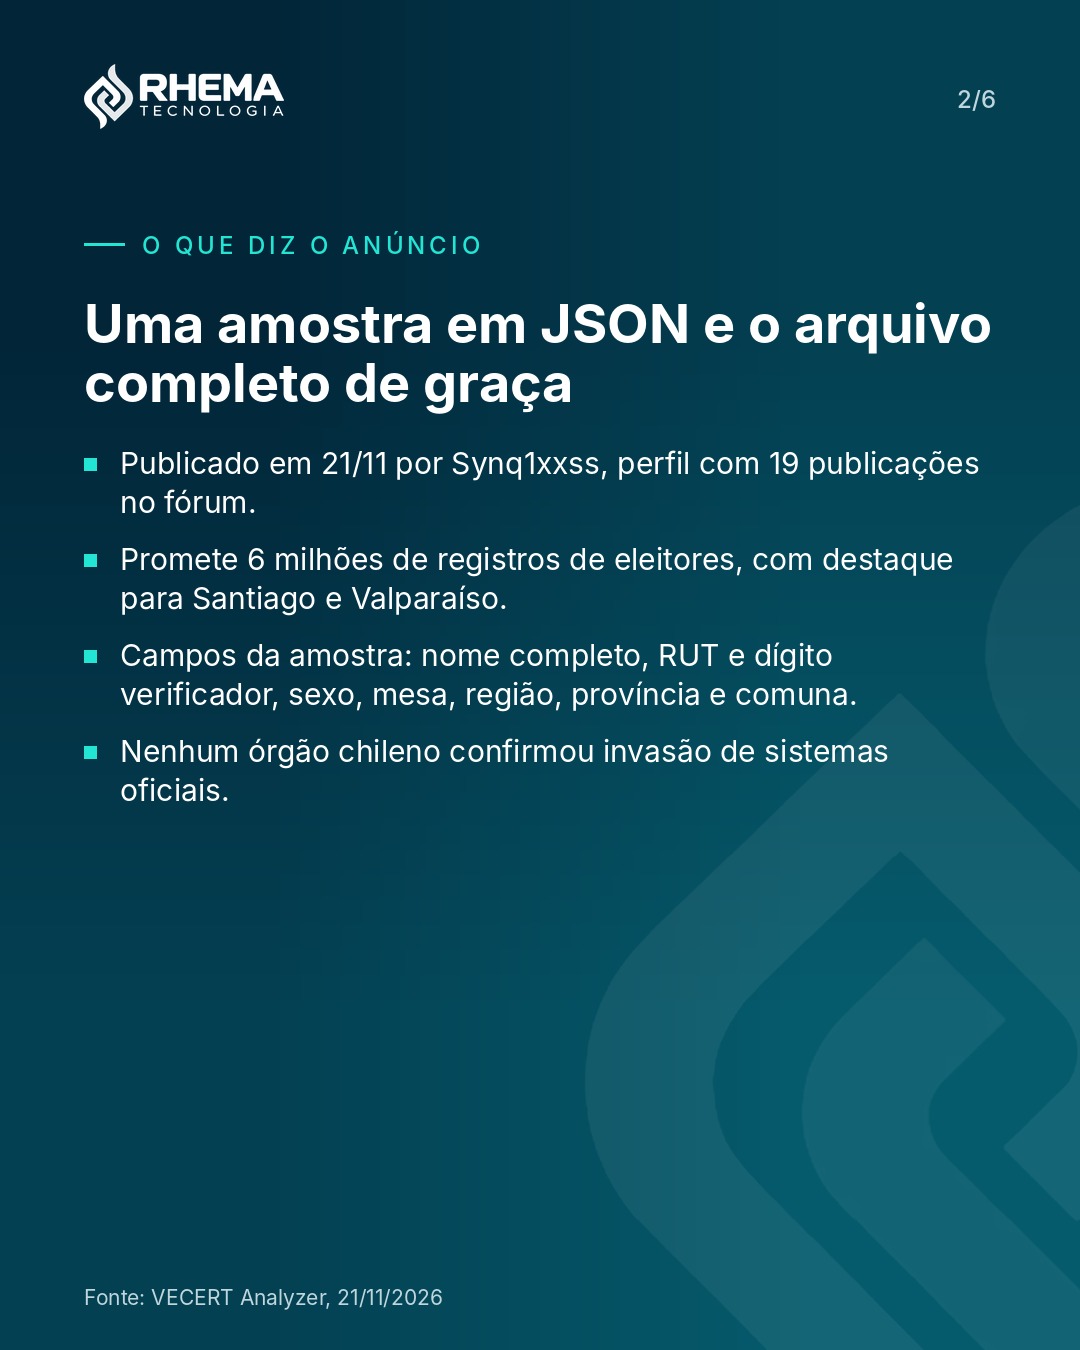 RHEMA
TECNOLOGIA
2/6
O QUE DIZ O ANÚNCIO
Uma amostra em JSON e o arquivo
completo de graça
Publicado em 21/11 por Synq1xxss, perfil com 19 publicações
no fórum.
Promete 6 milhões de registros de eleitores, com destaque
para Santiago e Valparaíso.
Campos da amostra: nome completo, RUT e dígito
verificador, sexo, mesa, região, província e comuna.
Nenhum órgão chileno confirmou invasão de sistemas
oficiais.
Fonte: VECERT Analyzer, 21/11/2026